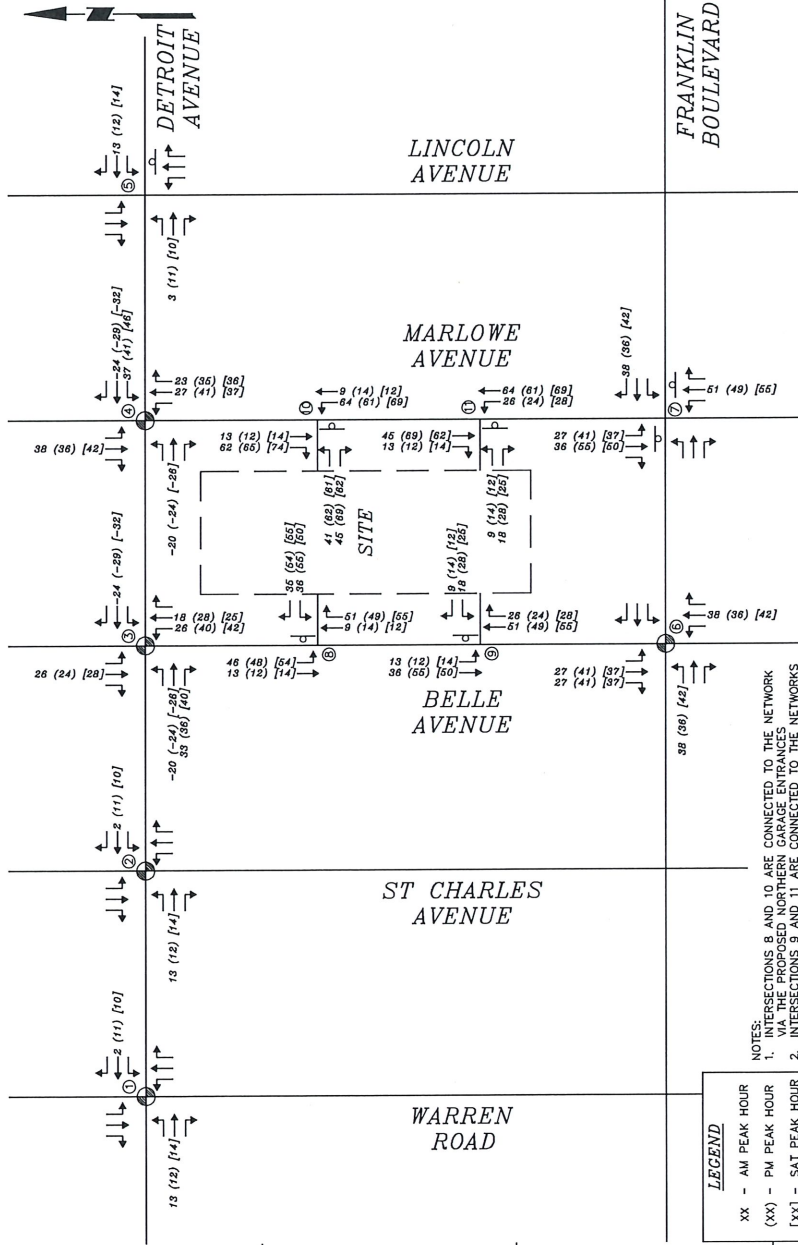 N
DETROIT
AVENUE
FRANKLIN
BOULEVARD
LINCOLN
AVENUE
MARLOWE
AVENUE
BELLE
AVENUE
ST CHARLES
AVENUE
WARREN
ROAD
SITE
5
13 (12) [14]
3 (11) [10]
4
-24 (-29) [-32]
37 (41) [46]
23 (35) [36]
27 (41) [37]
38 (36) [42]
-20 (-24) [-26]
10
9 (14) [12]
64 (61) [69]
13 (12) [14]
62 (65) [74]
41 (62) [61]
45 (69) [62]
11
64 (61) [69]
26 (24) [28]
45 (69) [62]
13 (12) [14]
9 (14) [12]
18 (28) [25]
7
38 (36) [42]
51 (49) [55]
27 (41) [37]
36 (55) [50]
3
-24 (-29) [-32]
18 (28) [25]
26 (40) [42]
26 (24) [28]
-20 (-24) [-26]
33 (36) [40]
8
35 (54) [55]
36 (55) [50]
51 (49) [55]
9 (14) [12]
46 (48) [54]
13 (12) [14]
9
9 (14) [12]
18 (28) [25]
26 (24) [28]
51 (49) [55]
13 (12) [14]
36 (55) [50]
6
38 (36) [42]
27 (41) [37]
27 (41) [37]
38 (36) [42]
2
2 (11) [10]
13 (12) [14]
1
2 (11) [10]
13 (12) [14]
LEGEND
XX - AM PEAK HOUR
(XX) - PM PEAK HOUR
[XX] - SAT PEAK HOUR
NOTES:
1. INTERSECTIONS 8 AND 10 ARE CONNECTED TO THE NETWORK
VIA THE PROPOSED NORTHERN GARAGE ENTRANCES
2. INTERSECTIONS 9 AND 11 ARE CONNECTED TO THE NETWORKS